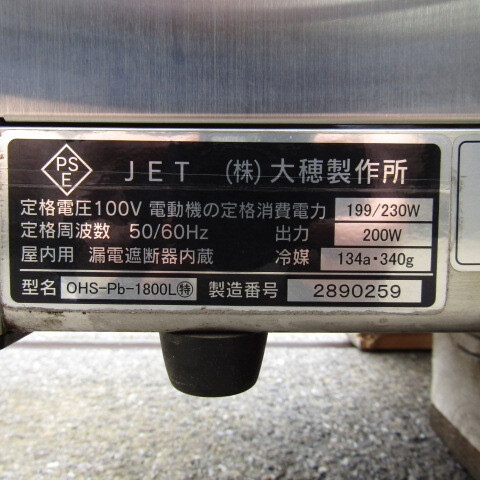 PS
E
JET (株)大穂製作所
定格電圧100V 電動機の定格消費電力 199/230W
定格周波数 50/60Hz 出力 200W
屋内用 漏電遮断器内蔵 冷媒 134a・340g
型名 OHS-Pb-1800L㊕ 製造番号 2890259